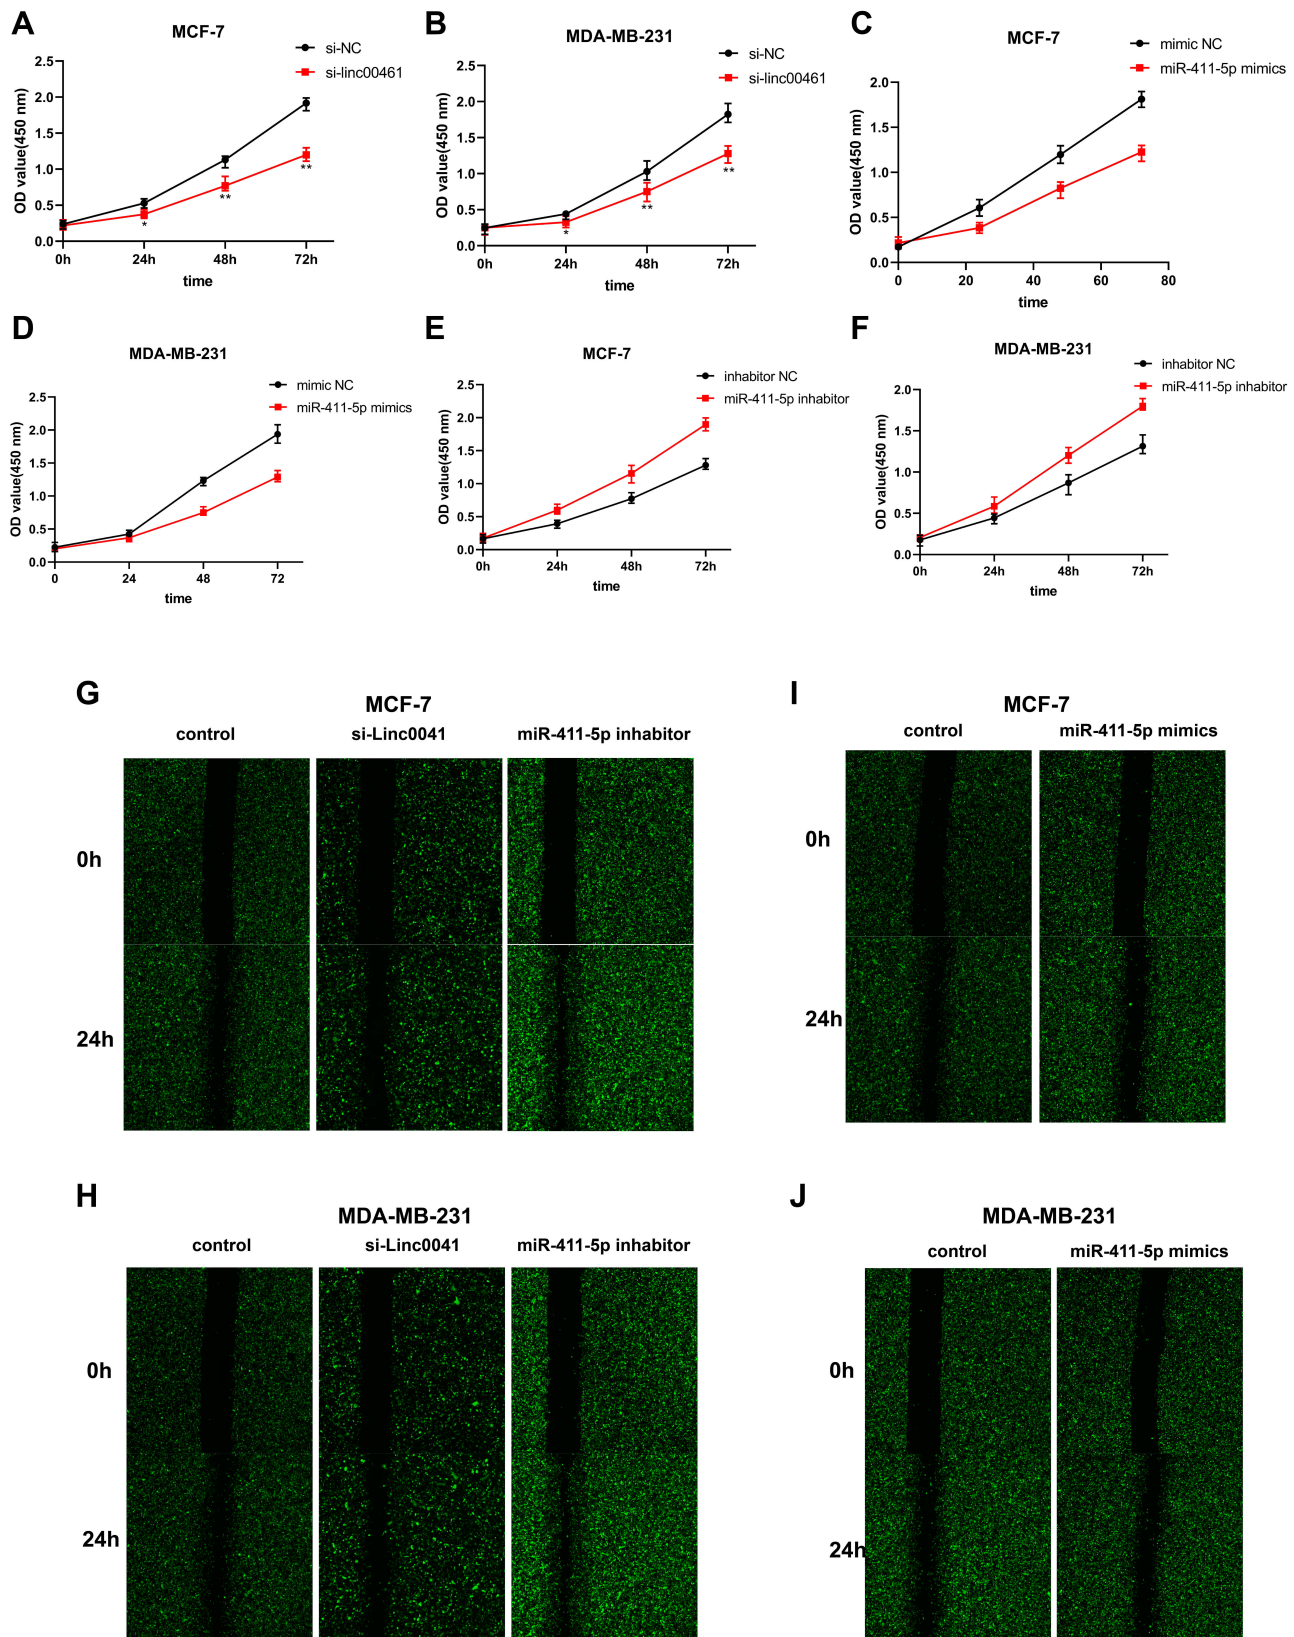 A
MCF-7
si-NC
si-linc00461
OD value(450 nm)
2.5
2.0
1.5
1.0
0.5
0.0
*
**
**
0h
24h
48h
72h
time
B
MDA-MB-231
si-NC
si-linc00461
OD value(450 nm)
2.5
2.0
1.5
1.0
0.5
0.0
*
**
**
0h
24h
48h
72h
time
C
MCF-7
mimic NC
miR-411-5p mimics
OD value(450 nm)
2.0
1.5
1.0
0.5
0.0
0
20
40
60
80
time
D
MDA-MB-231
mimic NC
miR-411-5p mimics
OD value(450 nm)
2.5
2.0
1.5
1.0
0.5
0.0
0
24
48
72
time
E
MCF-7
inhabitor NC
miR-411-5p inhabitor
OD value(450 nm)
2.5
2.0
1.5
1.0
0.5
0.0
0h
24h
48h
72h
time
F
MDA-MB-231
inhabitor NC
miR-411-5p inhabitor
OD value(450 nm)
2.0
1.5
1.0
0.5
0.0
0h
24h
48h
72h
time
G
MCF-7
control
si-Linc0041
miR-411-5p inhabitor
0h
24h
I
MCF-7
control
miR-411-5p mimics
0h
24h
H
MDA-MB-231
control
si-Linc0041
miR-411-5p inhabitor
0h
24h
J
MDA-MB-231
control
miR-411-5p mimics
0h
24h